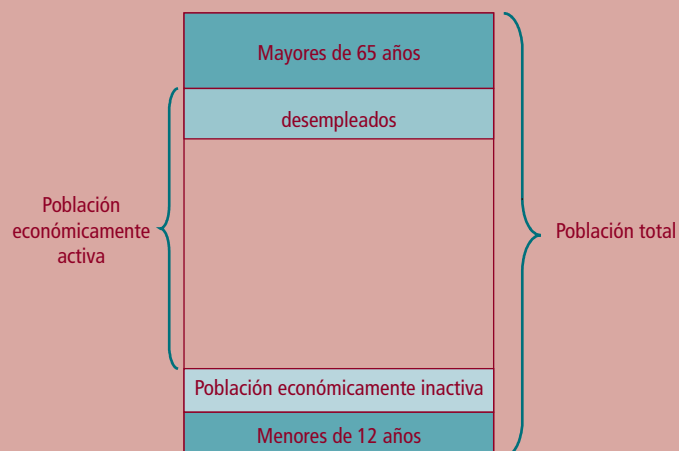 Mayores de 65 años
desempleados
Población
económicamente
activa
Población total
Población económicamente inactiva
Menores de 12 años